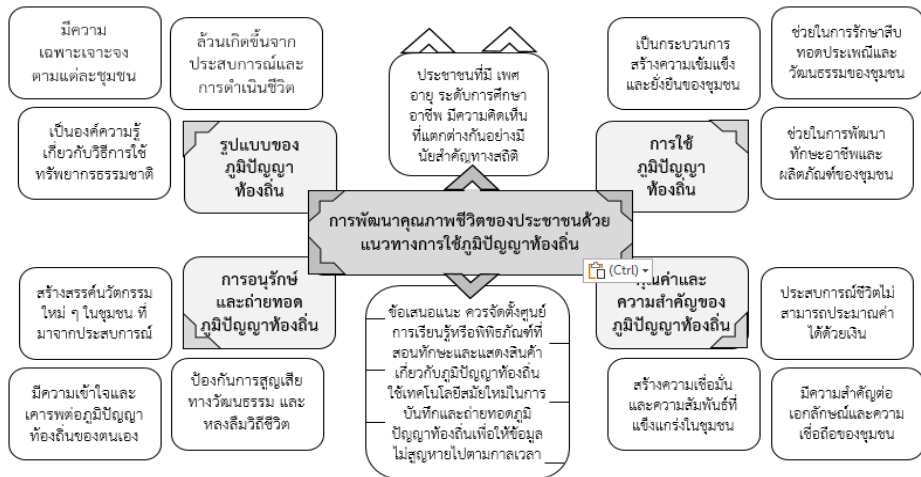 มีความ
เฉพาะเจาะจง
ตามแต่ละชุมชน
ล้วนเกิดขึ้นจาก
ประสบการณ์และ
การดำเนินชีวิต
เป็นองค์ความรู้
เกี่ยวกับวิธีการใช้
ทรัพยากรธรรมชาติ
รูปแบบของ
ภูมิปัญญา
ท้องถิ่น
ประชาชนที่มี เพศ
อายุ ระดับการศึกษา
อาชีพ มีความคิดเห็น
ที่แตกต่างกันอย่างมี
นัยสำคัญทางสถิติ
เป็นกระบวนการ
สร้างความเข้มแข็ง
และยั่งยืนของชุมชน
ช่วยในการรักษาสืบ
ทอดประเพณีและ
วัฒนธรรมของชุมชน
การใช้
ภูมิปัญญา
ท้องถิ่น
ช่วยในการพัฒนา
ทักษะอาชีพและ
ผลิตภัณฑ์ของชุมชน
การพัฒนาคุณภาพชีวิตของประชาชนด้วย
แนวทางการใช้ภูมิปัญญาท้องถิ่น
(Ctrl)
สร้างสรรค์นวัตกรรม
ใหม่ ๆ ในชุมชน ที่
มาจากประสบการณ์
การอนุรักษ์
และถ่ายทอด
ภูมิปัญญาท้องถิ่น
มีความเข้าใจและ
เคารพต่อภูมิปัญญา
ท้องถิ่นของตนเอง
ป้องกันการสูญเสีย
ทางวัฒนธรรม และ
หลงลืมวิถีชีวิต
ข้อเสนอแนะ ควรจัดตั้งศูนย์
การเรียนรู้หรือพิพิธภัณฑ์ที่
สอนทักษะและแสดงสินค้า
เกี่ยวกับภูมิปัญญาท้องถิ่น
ใช้เทคโนโลยีสมัยใหม่ในการ
บันทึกและถ่ายทอดภูมิ
ปัญญาท้องถิ่นเพื่อให้ข้อมูล
ไม่สูญหายไปตามกาลเวลา
คุณค่าและ
ความสำคัญของ
ภูมิปัญญาท้องถิ่น
ประสบการณ์ชีวิตไม่
สามารถประมาณค่า
ได้ด้วยเงิน
สร้างความเชื่อมั่น
และความสัมพันธ์ที่
แข็งแกร่งในชุมชน
มีความสำคัญต่อ
เอกลักษณ์และความ
เชื่อถือของชุมชน